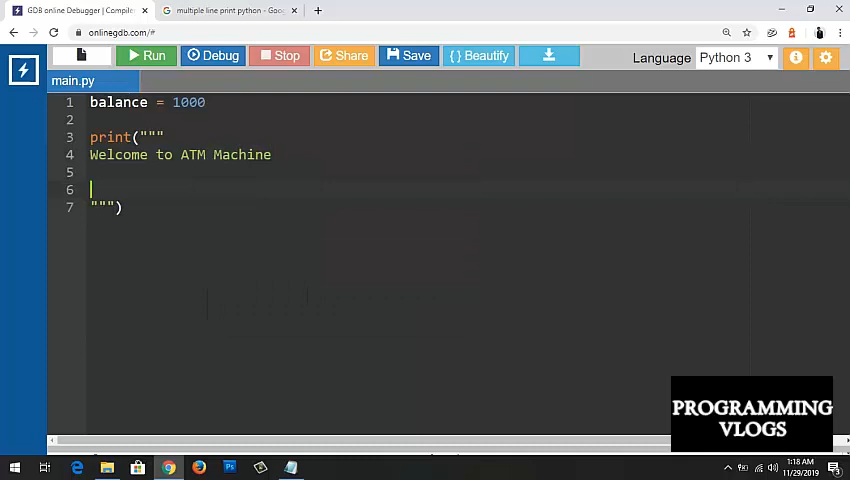 GDB online Debugger | Compiler
multiple line print python - Goo
onlinegdb.com/#
Run
Debug
Stop
Share
Save
{ } Beautify
Language
Python 3
main.py
1 balance = 1000
2
3 print("""
4 Welcome to ATM Machine
5
6
7 """)
PROGRAMMING
VLOGS
1:18 AM
11/29/2019
3